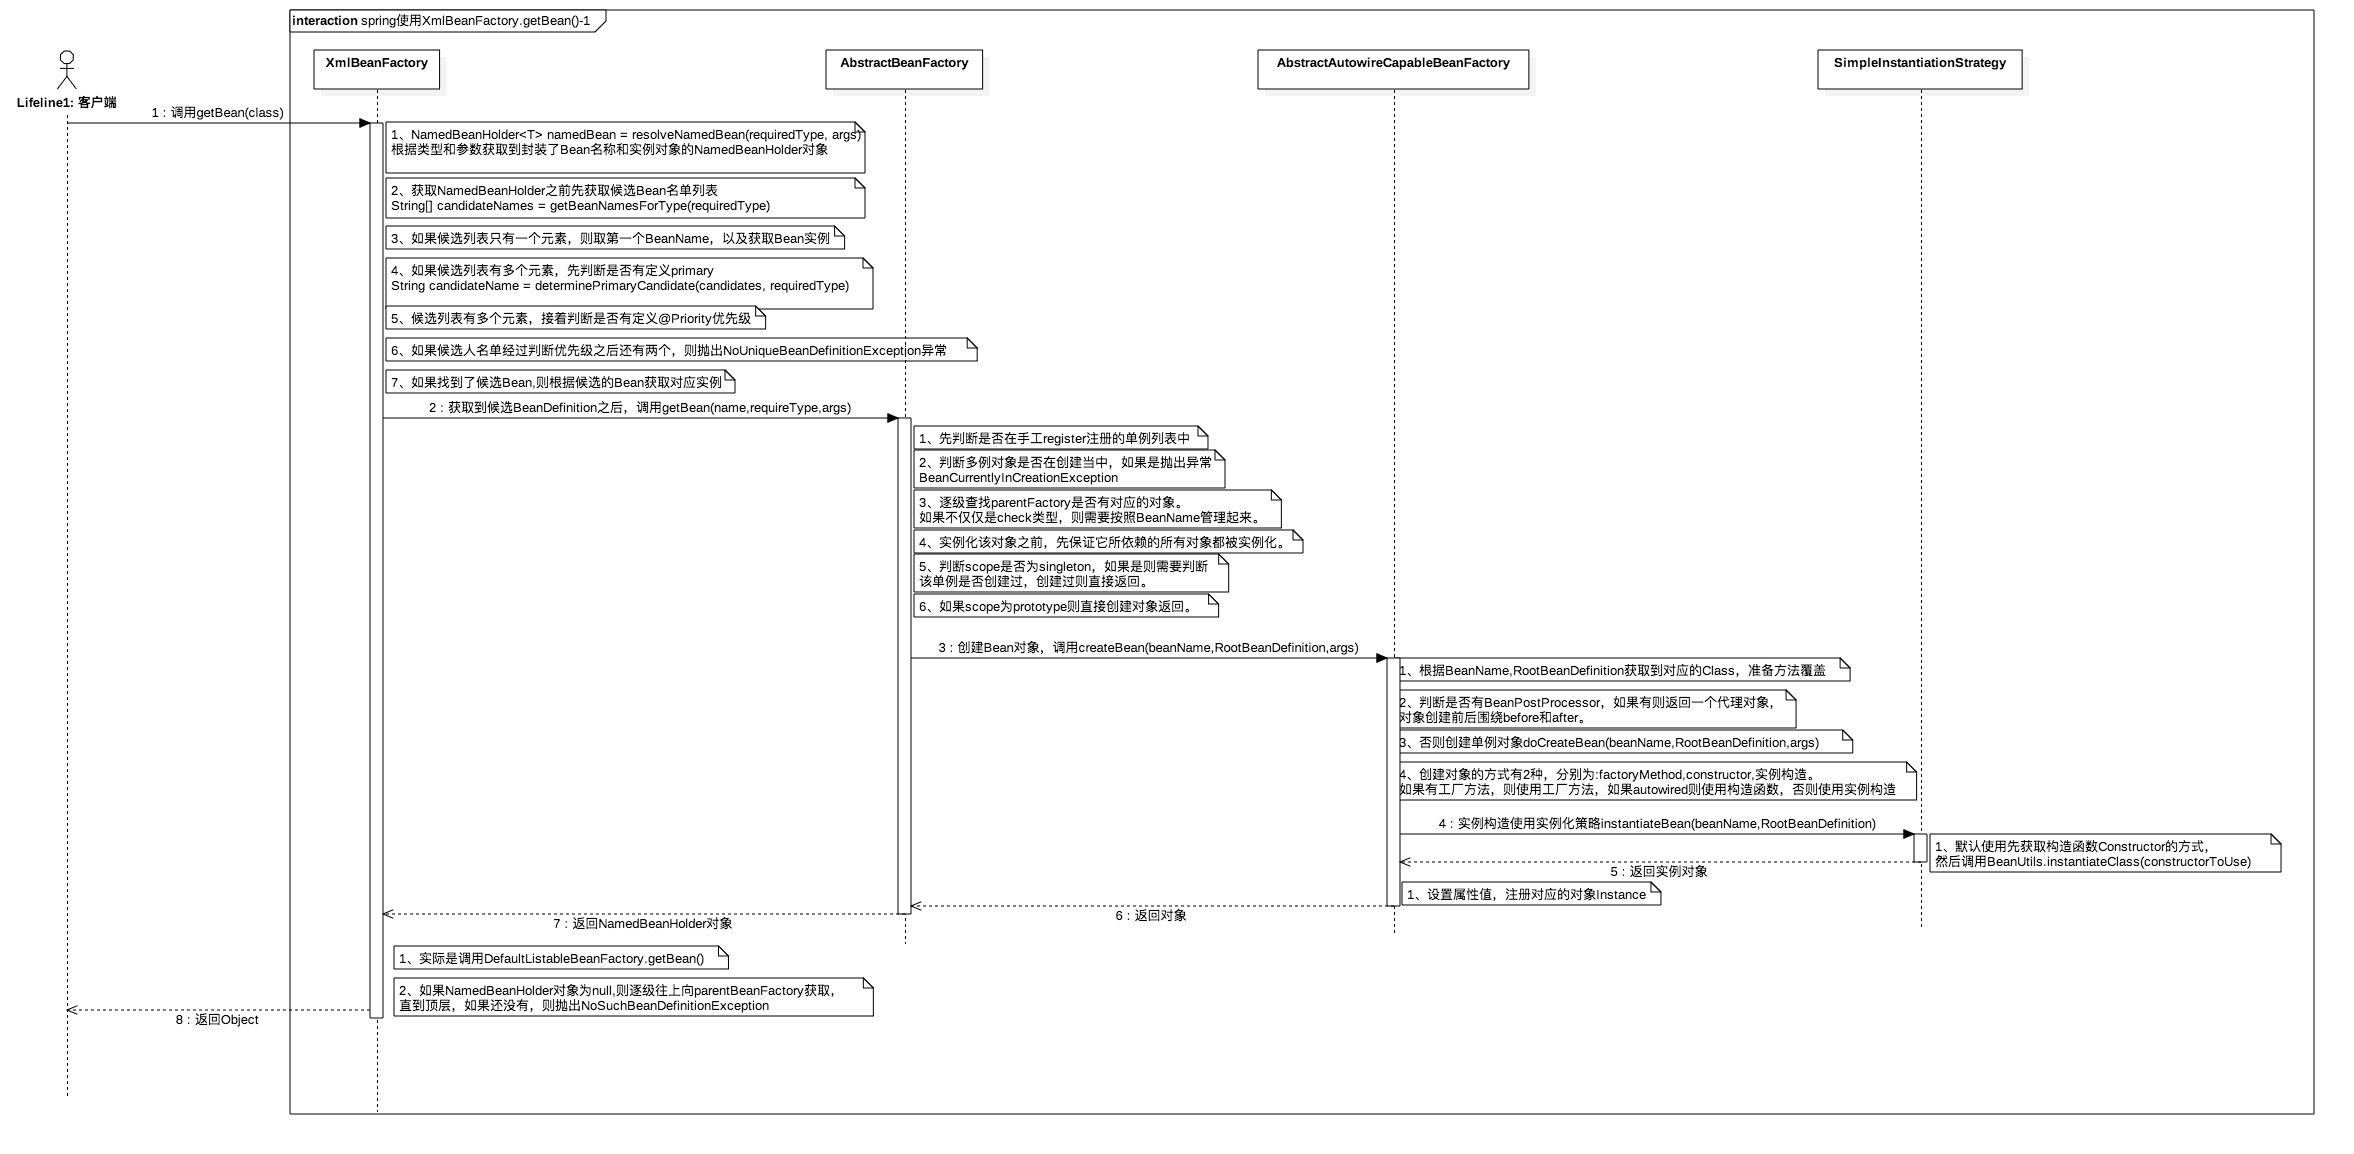 interaction spring使用XmlBeanFactory.getBean()-1
XmlBeanFactory
AbstractBeanFactory
AbstractAutowireCapableBeanFactory
SimpleInstantiationStrategy
Lifeline1: 客户端
1 : 调用getBean(class)
1、NamedBeanHolder<T> namedBean = resolveNamedBean(requiredType, args)
根据类型和参数获取到封装了Bean名称和实例对象的NamedBeanHolder对象
2、获取NamedBeanHolder之前先获取候选Bean名单列表
String[] candidateNames = getBeanNamesForType(requiredType)
3、如果候选列表只有一个元素，则取第一个BeanName，以及获取Bean实例
4、如果候选列表有多个元素，先判断是否有定义primary
String candidateName = determinePrimaryCandidate(candidates, requiredType)
5、候选列表有多个元素，接着判断是否有定义@Priority优先级
6、如果候选人名单经过判断优先级之后还有两个，则抛出NoUniqueBeanDefinitionException异常
7、如果找到了候选Bean,则根据候选的Bean获取对应实例
2 : 获取到候选BeanDefinition之后，调用getBean(name,requireType,args)
1、先判断是否在手工register注册的单例列表中
2、判断多例对象是否在创建当中，如果是抛出异常
BeanCurrentlyInCreationException
3、逐级查找parentFactory是否有对应的对象。
如果不仅仅是check类型，则需要按照BeanName管理起来。
4、实例化该对象之前，先保证它所依赖的所有对象都被实例化。
5、判断scope是否为singleton，如果是则需要判断
该单例是否创建过，创建过则直接返回。
6、如果scope为prototype则直接创建对象返回。
3 : 创建Bean对象，调用createBean(beanName,RootBeanDefinition,args)
1、根据BeanName,RootBeanDefinition获取到对应的Class，准备方法覆盖
2、判断是否有BeanPostProcessor，如果有则返回一个代理对象，
对象创建前后围绕before和after。
3、否则创建单例对象doCreateBean(beanName,RootBeanDefinition,args)
4、创建对象的方式有2种，分别为:factoryMethod,constructor,实例构造。
如果有工厂方法，则使用工厂方法，如果autowired则使用构造函数，否则使用实例构造
4 : 实例构造使用实例化策略instantiateBean(beanName,RootBeanDefinition)
1、默认使用先获取构造函数Constructor的方式，
然后调用BeanUtils.instantiateClass(constructorToUse)
5 : 返回实例对象
1、设置属性值，注册对应的对象Instance
6 : 返回对象
7 : 返回NamedBeanHolder对象
1、实际是调用DefaultListableBeanFactory.getBean()
2、如果NamedBeanHolder对象为null,则逐级往上向parentBeanFactory获取，
直到顶层，如果还没有，则抛出NoSuchBeanDefinitionException
8 : 返回Object